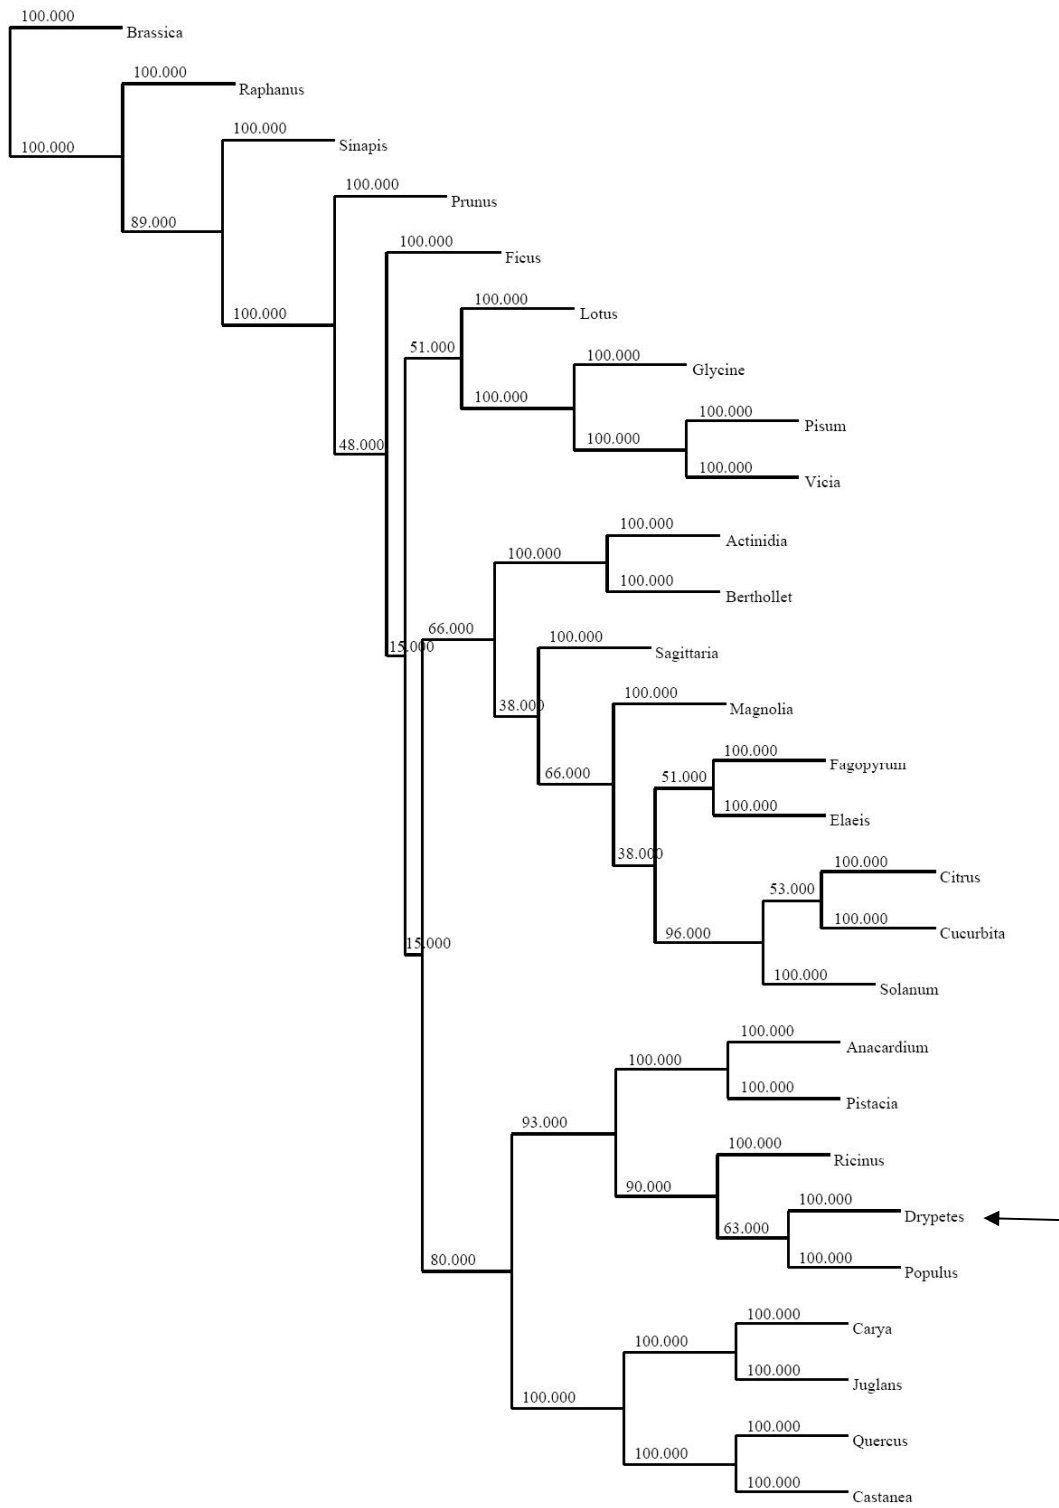 100.000
Brassica
100.000
Raphanus
100.000
Sinapis
100.000
100.000
Prunus
89.000
100.000
Ficus
100.000
Lotus
100.000
51.000
100.000
Glycine
100.000
100.000
Pisum
48.000
100.000
100.000
Vicia
100.000
Actinidia
100.000
100.000
Berthollet
66.000
100.000
Sagittaria
15.000
100.000
Magnolia
38.000
100.000
Fagopyrum
66.000
51.000
100.000
Elaeis
38.000
100.000
Citrus
53.000
100.000
Cucurbita
96.000
15.000
100.000
Solanum
100.000
Anacardium
100.000
100.000
Pistacia
93.000
100.000
Ricinus
90.000
100.000
Drypetes
63.000
80.000
100.000
Populus
100.000
Carya
100.000
100.000
Juglans
100.000
100.000
Quercus
100.000
100.000
Castanea